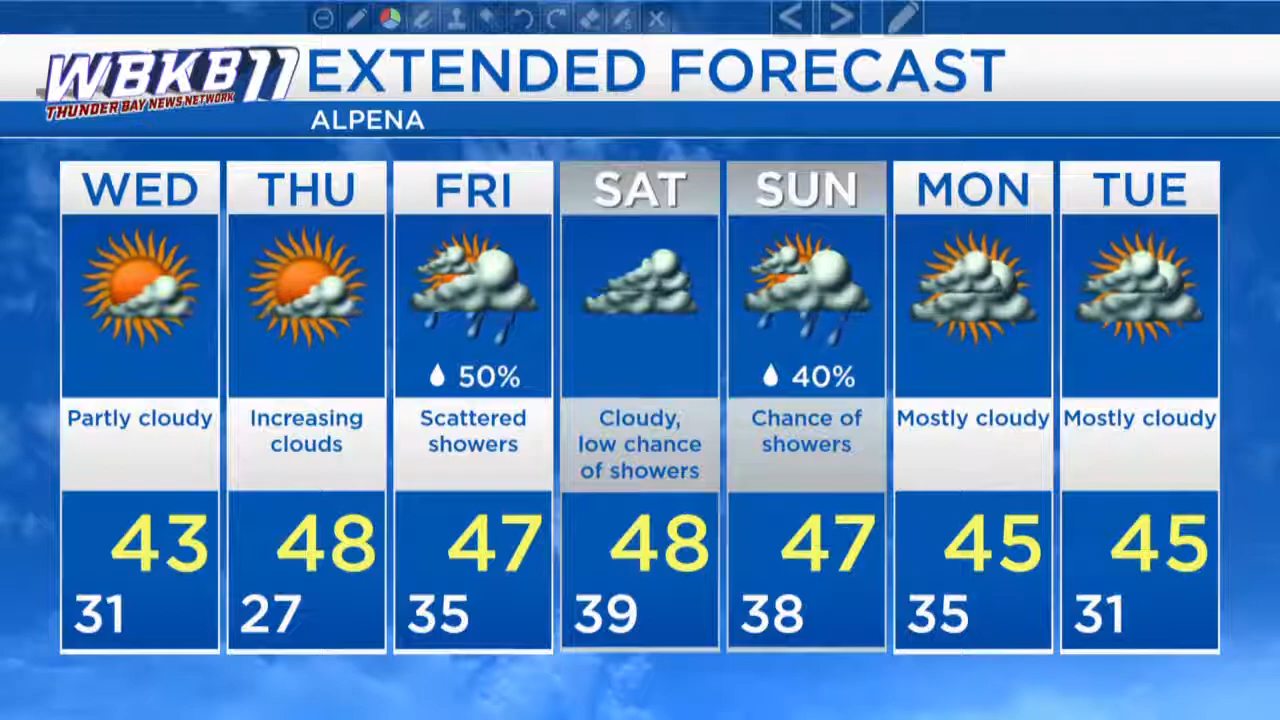 WBKB 11
THUNDER BAY NEWS NETWORK
EXTENDED FORECAST
ALPENA
WED
THU
FRI
SAT
SUN
MON
TUE
50%
40%
Partly cloudy
Increasing
clouds
Scattered
showers
Cloudy,
low chance
of showers
Chance of
showers
Mostly cloudy
Mostly cloudy
43
48
47
48
47
45
45
31
27
35
39
38
35
31